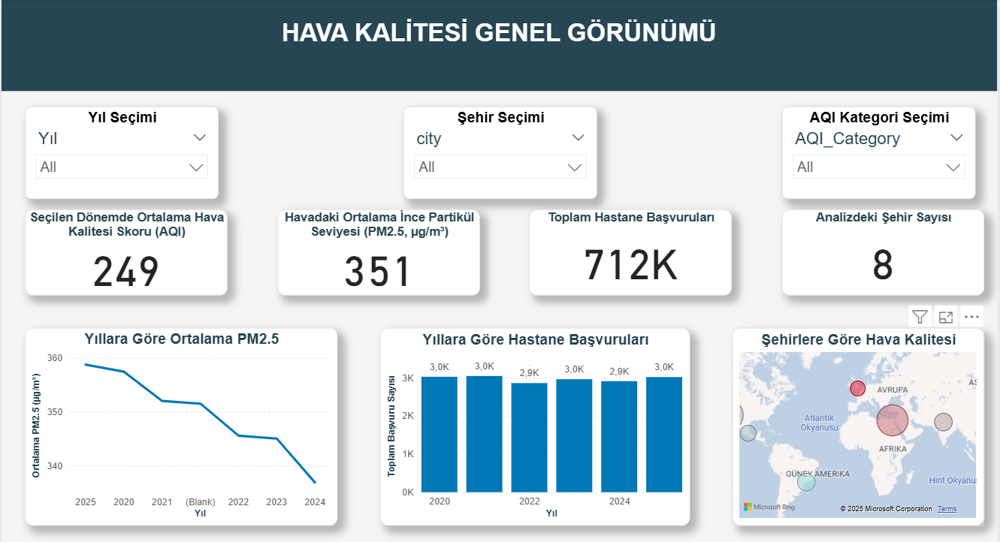 HAVA KALİTESİ GENEL GÖRÜNÜMÜ
Yıl Seçimi
Yıl
All
Şehir Seçimi
city
All
AQI Kategori Seçimi
AQI_Category
All
Seçilen Dönemde Ortalama Hava
Kalitesi Skoru (AQI)
249
Havadaki Ortalama İnce Partikül
Seviyesi (PM2.5, µg/m³)
351
Toplam Hastane Başvuruları
712K
Analizdeki Şehir Sayısı
8
Yıllara Göre Ortalama PM2.5
Ortalama PM2.5 (µg/m³)
360
350
340
2025 2020 2021 (Blank) 2022 2023 2024
Yıl
Yıllara Göre Hastane Başvuruları
Toplam Başvuru Sayısı
3,0K 3,0K 2,9K 3,0K 2,9K 3,0K
3K
2K
1K
0K
2020 2022 2024
Yıl
Şehirlere Göre Hava Kalitesi
AVRUPA
AS
Atlantik
Okyanusu
AFRIKA
GÜNEY AMERIKA
Hint Okyanus
Microsoft Bing
© 2025 Microsoft Corporation Terms